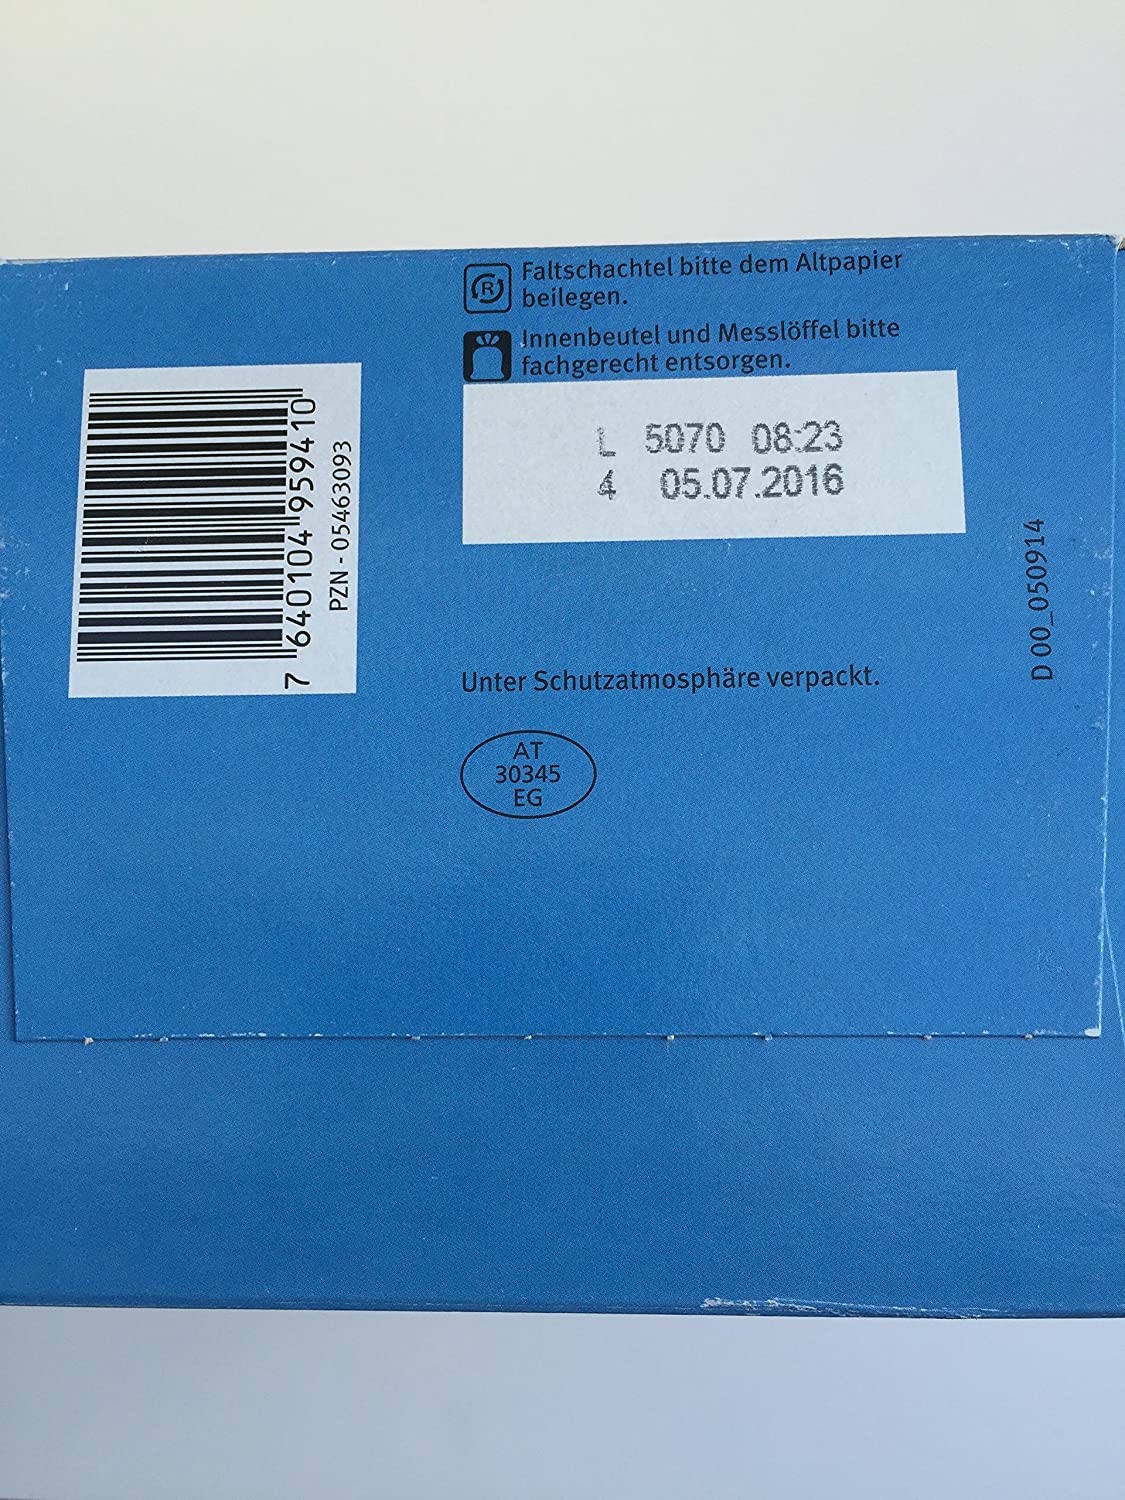 Faltschachtel bitte dem Altpapier
beilegen.
Innenbeutel und Messlöffel bitte
fachgerecht entsorgen.
L 5070 08:23
4 05.07.2016
7 640104 959410
PZN - 05463093
D 00_050914
Unter Schutzatmosphäre verpackt.
AT
30345
EG